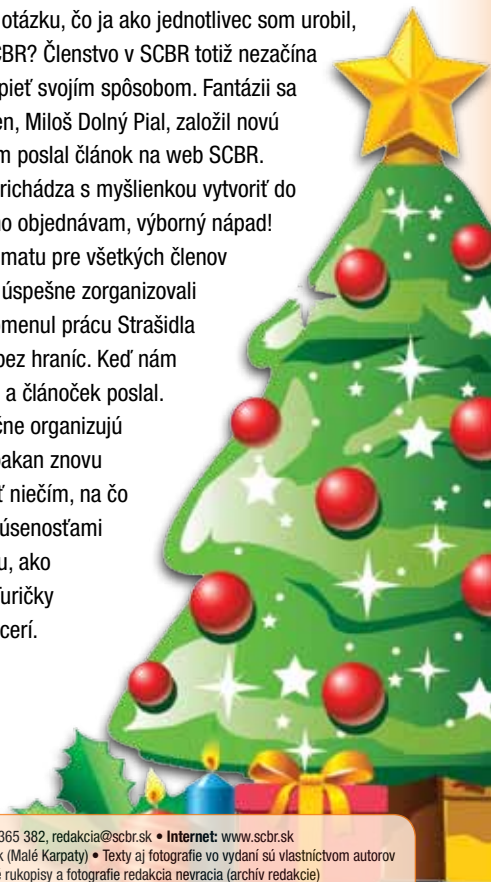 otázku, čo ja ako jednotlivec som urobil,
CBR? Členstvo v SCBR totiž nezačína
pieť svojím spôsobom. Fantázii sa
en, Miloš Dolný Pial, založil novú
m poslal článok na web SCBR.
richádza s myšlienkou vytvoriť do
no objednávam, výborný nápad!
matu pre všetkých členov
úspešne zorganizovali
omenul prácu Strašidla
bez hraníc. Keď nám
a článoček poslal.
čne organizujú
pakan znovu
ť niečím, na čo
úsenosťami
u, ako
uričky
cerí.
365 382, redakcia@scbr.sk • Internet: www.scbr.sk
k (Malé Karpaty) • Texty aj fotografie vo vydaní sú vlastníctvom autorov
é rukopisy a fotografie redakcia nevracia (archív redakcie)